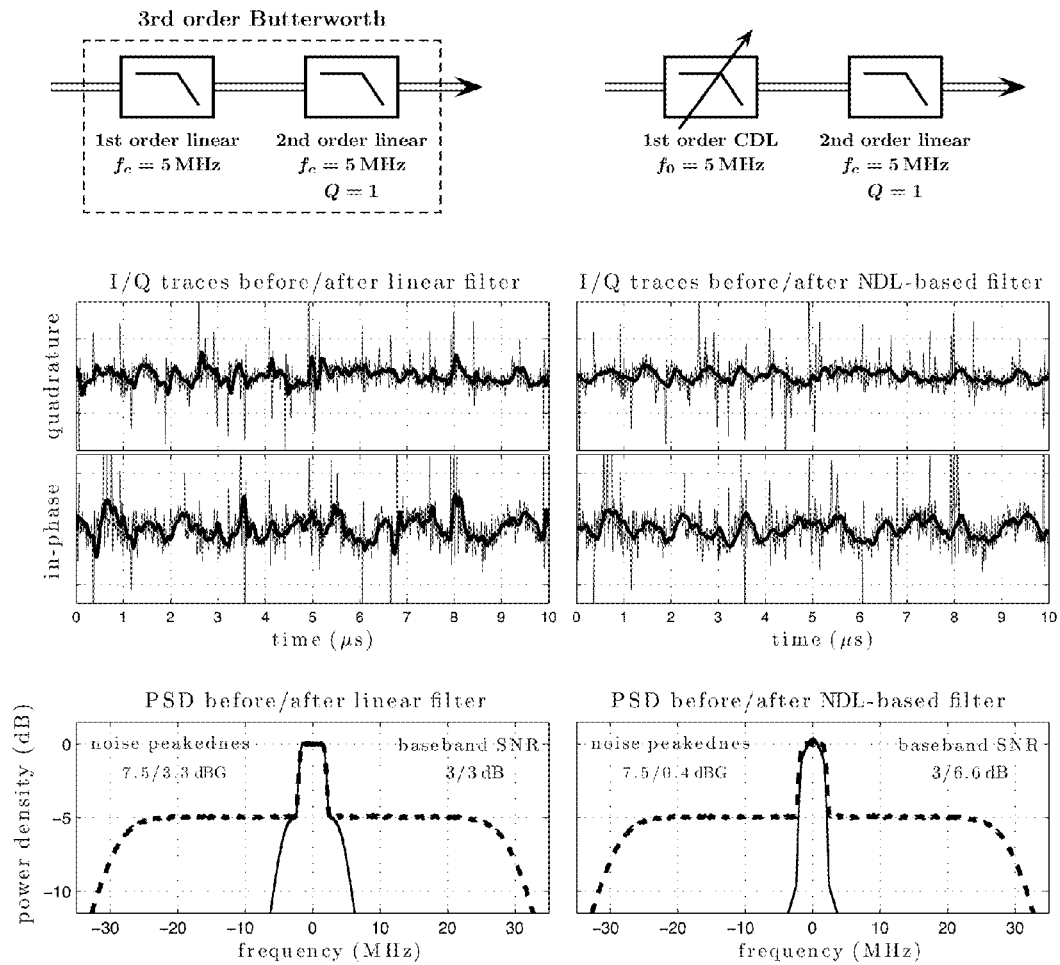 3rd order Butterworth
1st order linear
f_c = 5 MHz
2nd order linear
f_c = 5 MHz
Q = 1
1st order CDL
f_0 = 5 MHz
2nd order linear
f_c = 5 MHz
Q = 1
I/Q traces before/after linear filter
quadrature
in-phase
0 1 2 3 4 5 6 7 8 9 10
time (μs)
I/Q traces before/after NDL-based filter
0 1 2 3 4 5 6 7 8 9 10
time (μs)
PSD before/after linear filter
power density (dB)
0
−5
−10
noise peakednes
7.5/3.3 dBG
baseband SNR
3/3 dB
−30 −20 −10 0 10 20 30
frequency (MHz)
PSD before/after NDL-based filter
0
−5
−10
noise peakednes
7.5/0.4 dBG
baseband SNR
3/6.6 dB
−30 −20 −10 0 10 20 30
frequency (MHz)